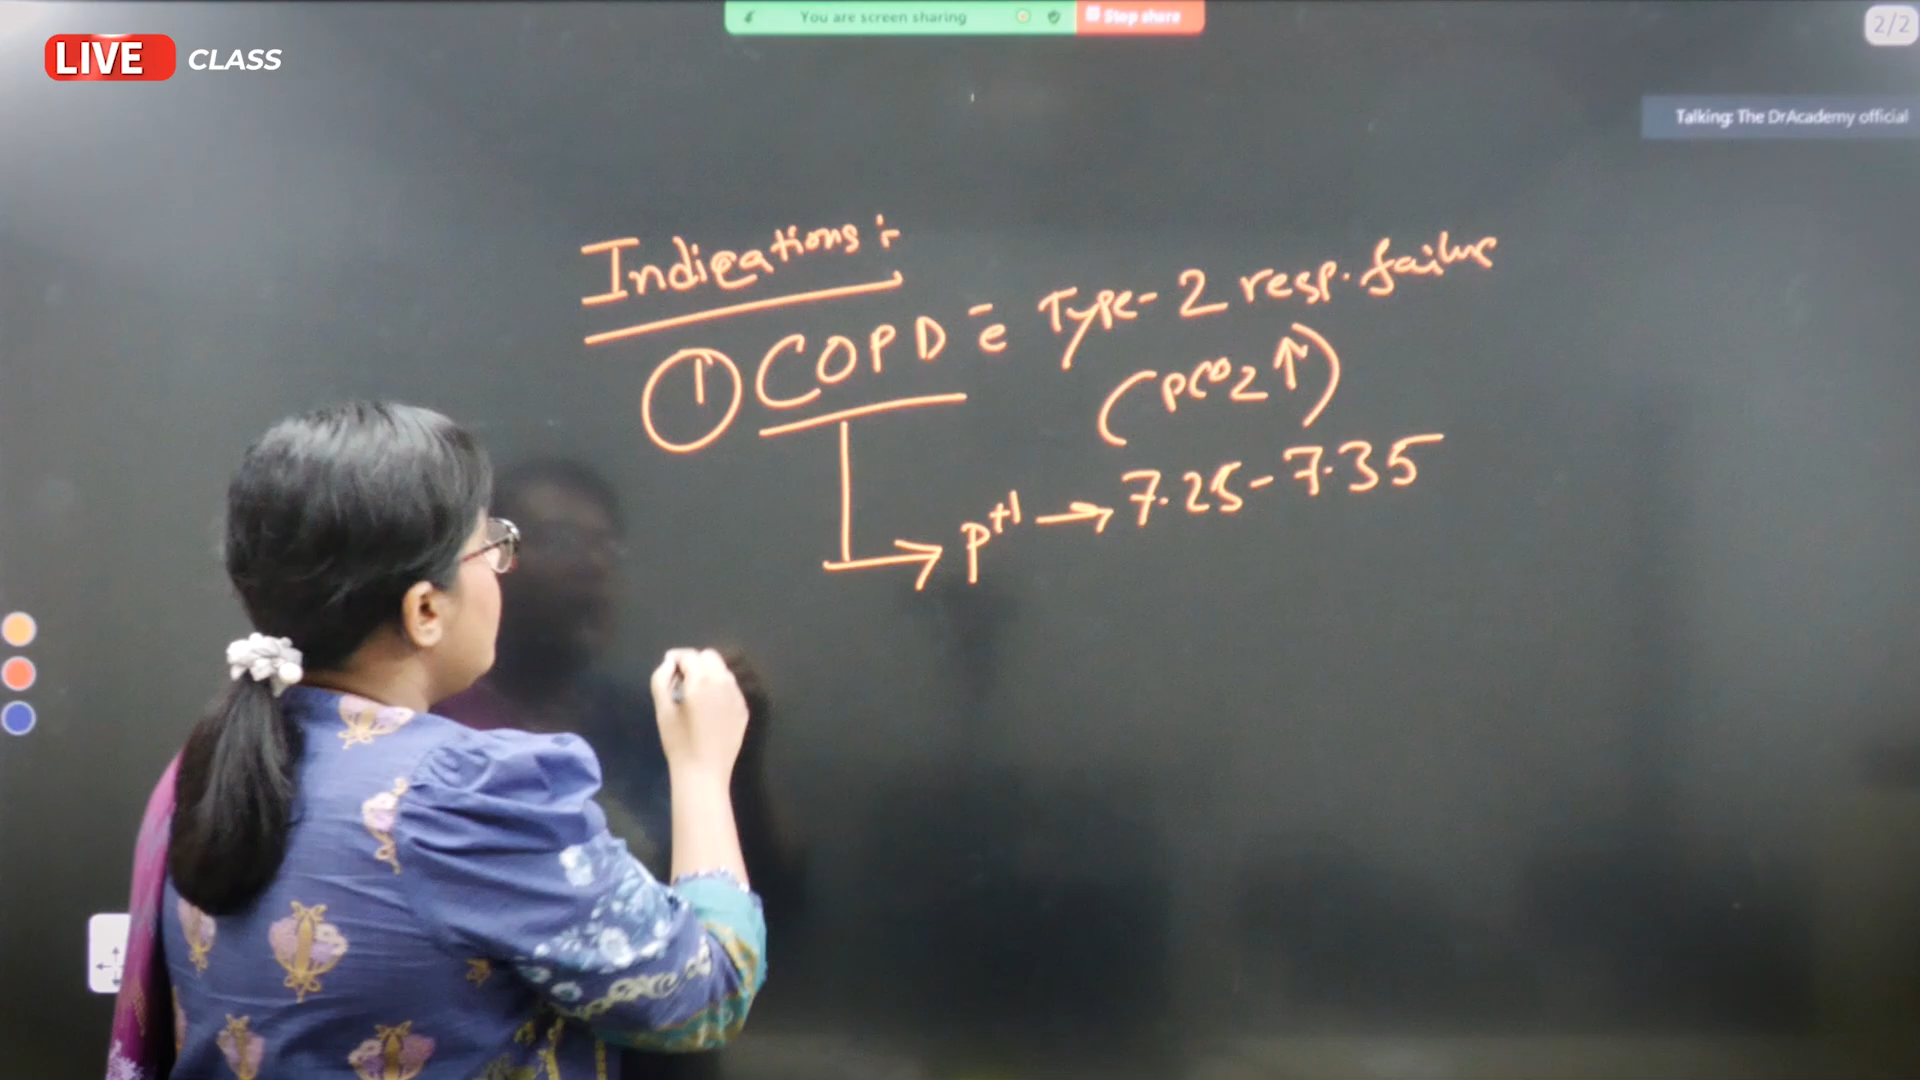 You are screen sharing Stop share
2/2
LIVE CLASS
Talking: The DrAcademy official
Indications :-
① COPD c̄ Type-2 resp. failure
(PCO2 ↑)
→ PH → 7.25-7.35